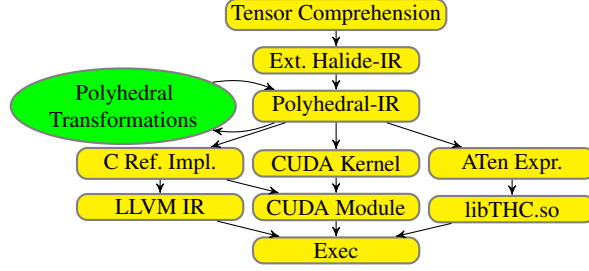 Tensor Comprehension
Ext. Halide-IR
Polyhedral
Transformations
Polyhedral-IR
C Ref. Impl.
CUDA Kernel
ATen Expr.
LLVM IR
CUDA Module
libTHC.so
Exec